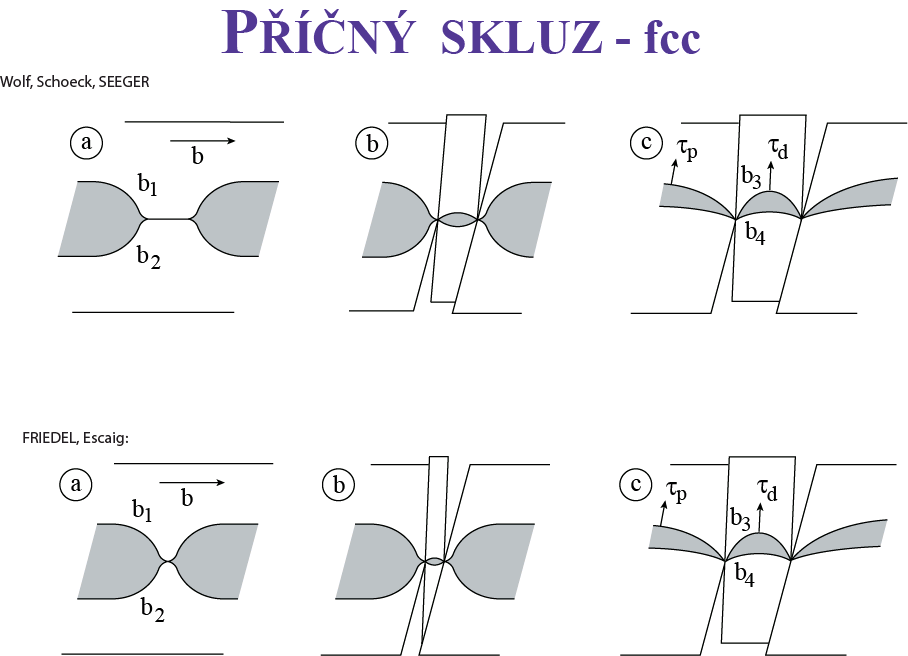 PŘÍČNÝ SKLUZ - fcc
Wolf, Schoeck, SEEGER
a
b
b1
b2
b
c
τp
τd
b3
b4
FRIEDEL, Escaig:
a
b
b1
b2
b
c
τp
τd
b3
b4